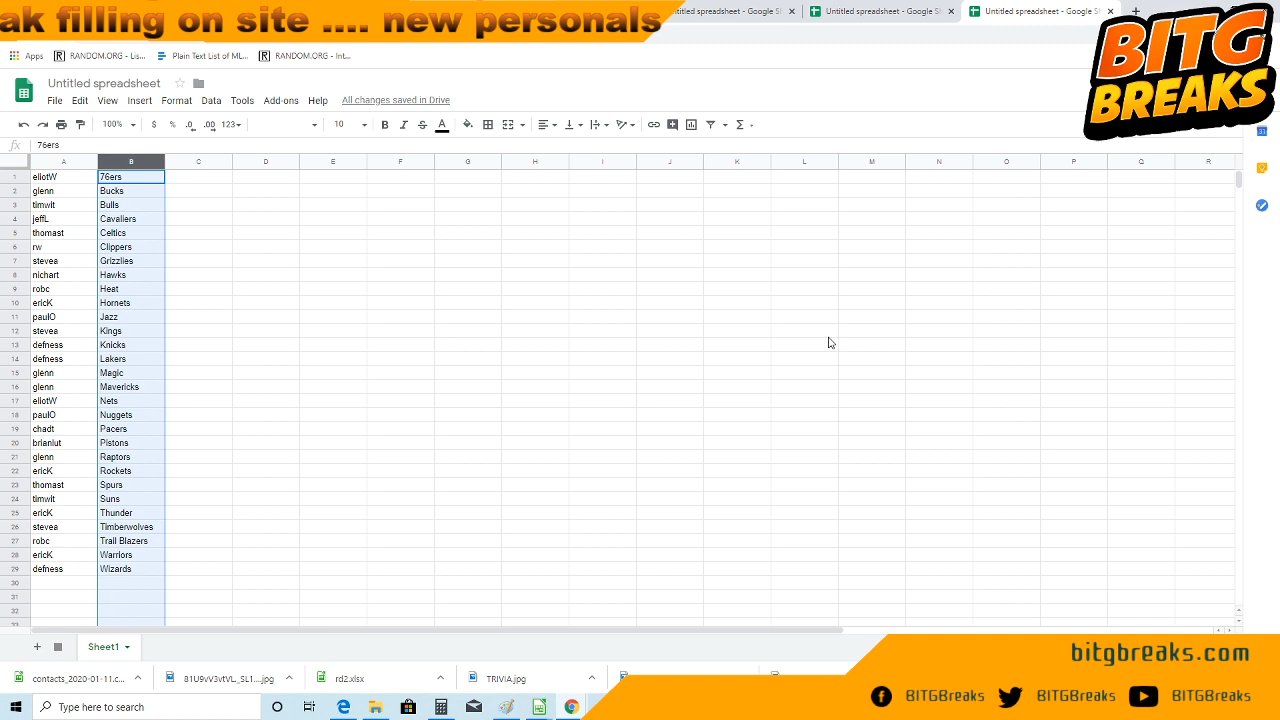 ak filling on site .... new personals
ntitled spreadsheet - Google S
Untitled spreadsheet - Google S
Untitled spreadsheet - Google S
BITG
BREAKS
Apps
RANDOM.ORG - Lis...
Plain Text List of ML...
RANDOM.ORG - Int...
Untitled spreadsheet
File Edit View Insert Format Data Tools Add-ons Help All changes saved in Drive
100% $ % .0 .00 123 10 B I S A
fx 76ers
A B C D E F G H I J K L M N O P Q R
1 eliotW 76ers
2 glenn Bucks
3 timwit Bulls
4 jeffL Cavaliers
5 thomast Celtics
6 rw Clippers
7 stevea Grizzlies
8 nichart Hawks
9 robc Heat
10 ericK Hornets
11 paulO Jazz
12 stevea Kings
13 defness Knicks
14 defness Lakers
15 glenn Magic
16 glenn Mavericks
17 eliotW Nets
18 paulO Nuggets
19 chadt Pacers
20 brianlut Pistons
21 glenn Raptors
22 ericK Rockets
23 thomast Spurs
24 timwit Suns
25 ericK Thunder
26 stevea Timberwolves
27 robc Trail Blazers
28 ericK Warriors
29 defness Wizards
30
31
32
33
Sheet1
bitgbreaks.com
contacts_2020-01-11.c...
81U9vV3vtVL._SL1....jpg
rd2.xlsx
TRIVIA.jpg
Type here to search
BITGBreaks
BITGBreaks
BITGBreaks